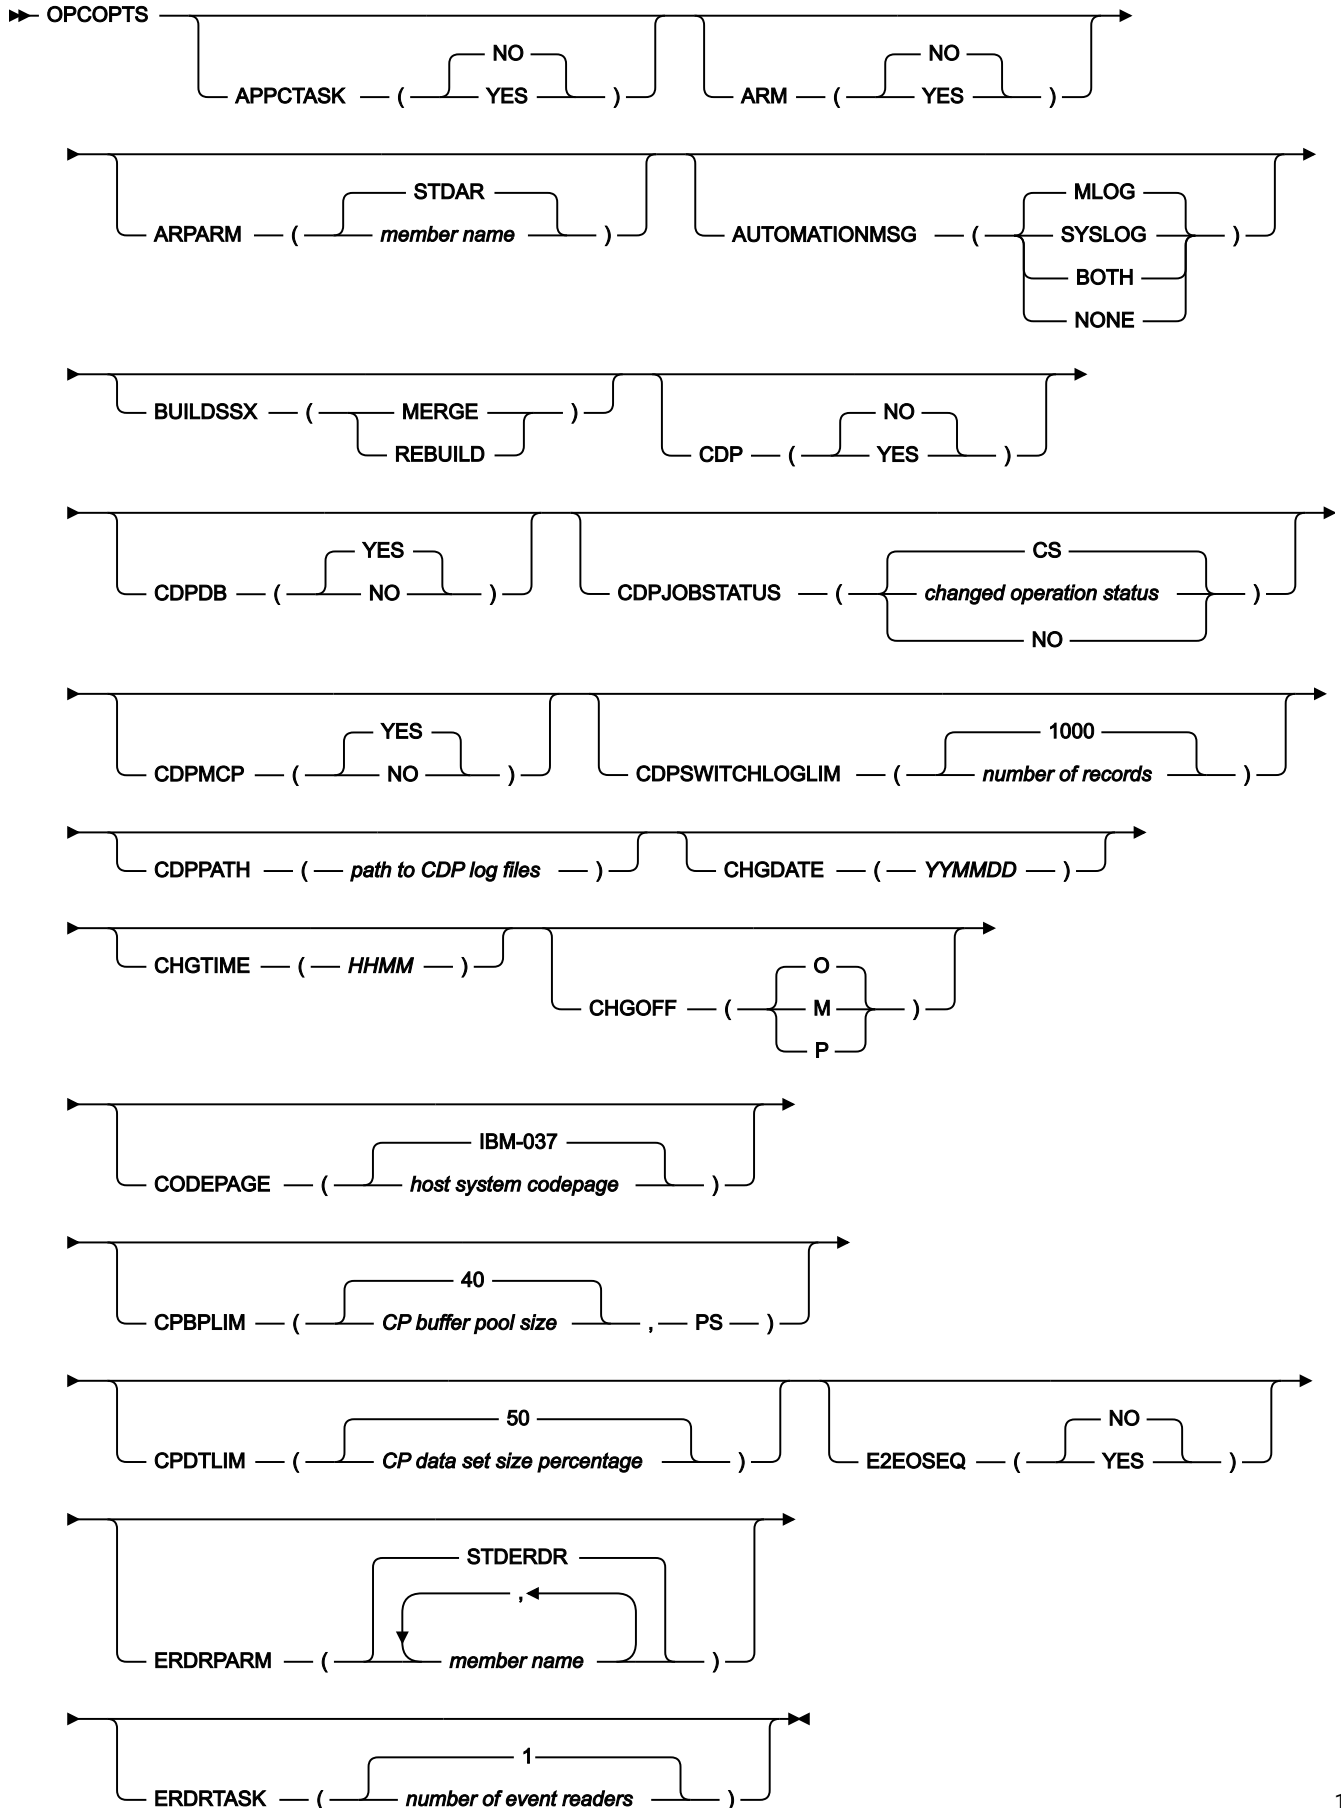 OPCOPTS
NO NO
APPCTASK ( YES ) ARM ( YES )
STDAR MLOG
ARPARM ( member name ) AUTOMATIONMSG ( SYSLOG )
BOTH
NONE
BUILDSSX ( MERGE ) NO
REBUILD CDP ( YES )
YES CS
CDPDB ( NO ) CDPJOBSTATUS ( changed operation status )
NO
YES 1000
CDPMCP ( NO ) CDPSWITCHLOGLIM ( number of records )
CDPPATH ( path to CDP log files ) CHGDATE ( YYMMDD )
CHGTIME ( HHMM ) O
CHGOFF ( M )
P
IBM-037
CODEPAGE ( host system codepage )
40
CPBPLIM ( CP buffer pool size , PS )
50 NO
CPDTLIM ( CP data set size percentage ) E2EOSEQ ( YES )
STDERDR
,
ERDRPARM ( member name )
1
ERDRTASK ( number of event readers )
1